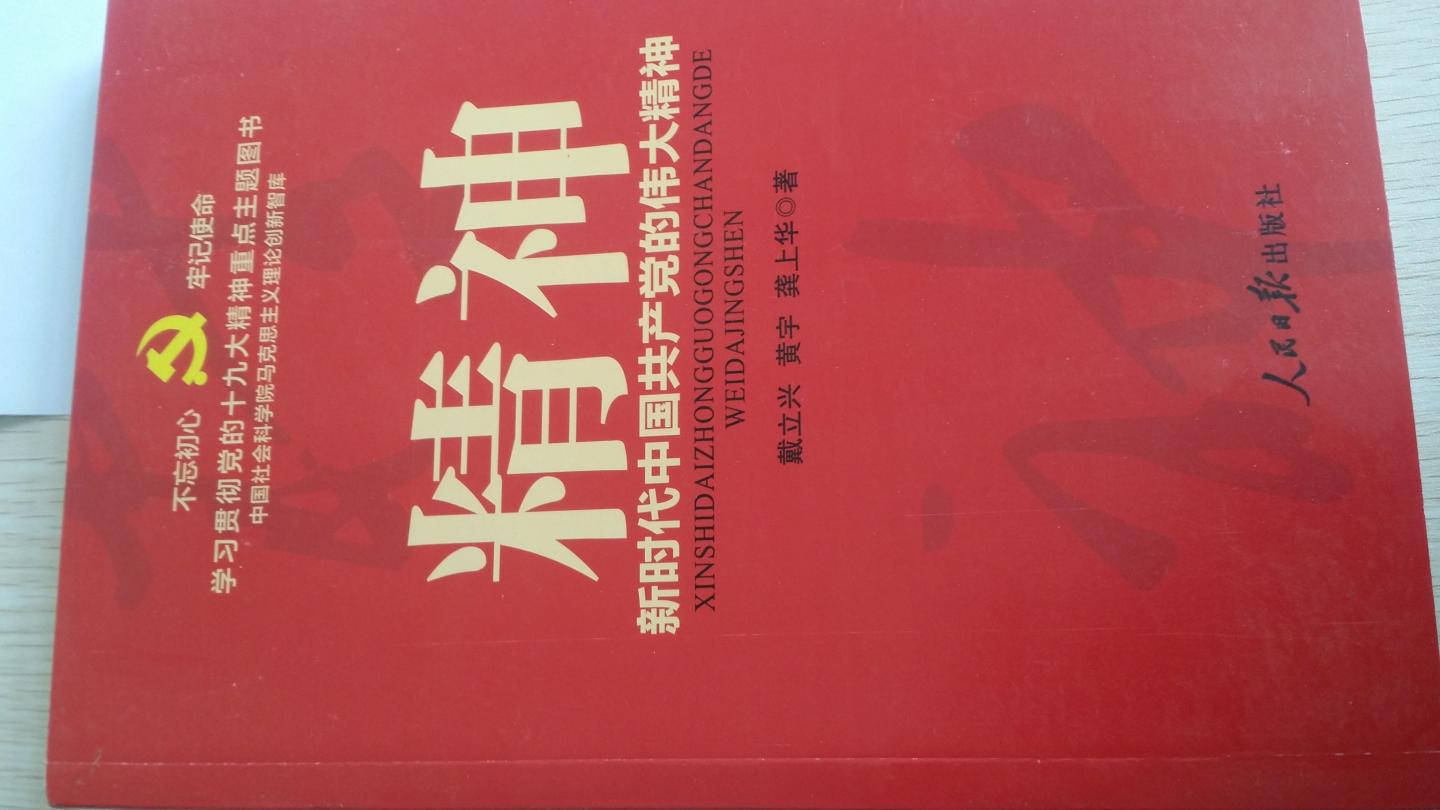 不忘初心 牢记使命
学习贯彻党的十九大精神重点主题图书
中国社会科学院马克思主义理论创新智库
精神
新时代中国共产党的伟大精神
XINSHIDAIZHONGGUOGONGCHANDANGDE
WEIDAJINGSHEN
戴立兴 黄宇 龚上华◎著
人民日报出版社